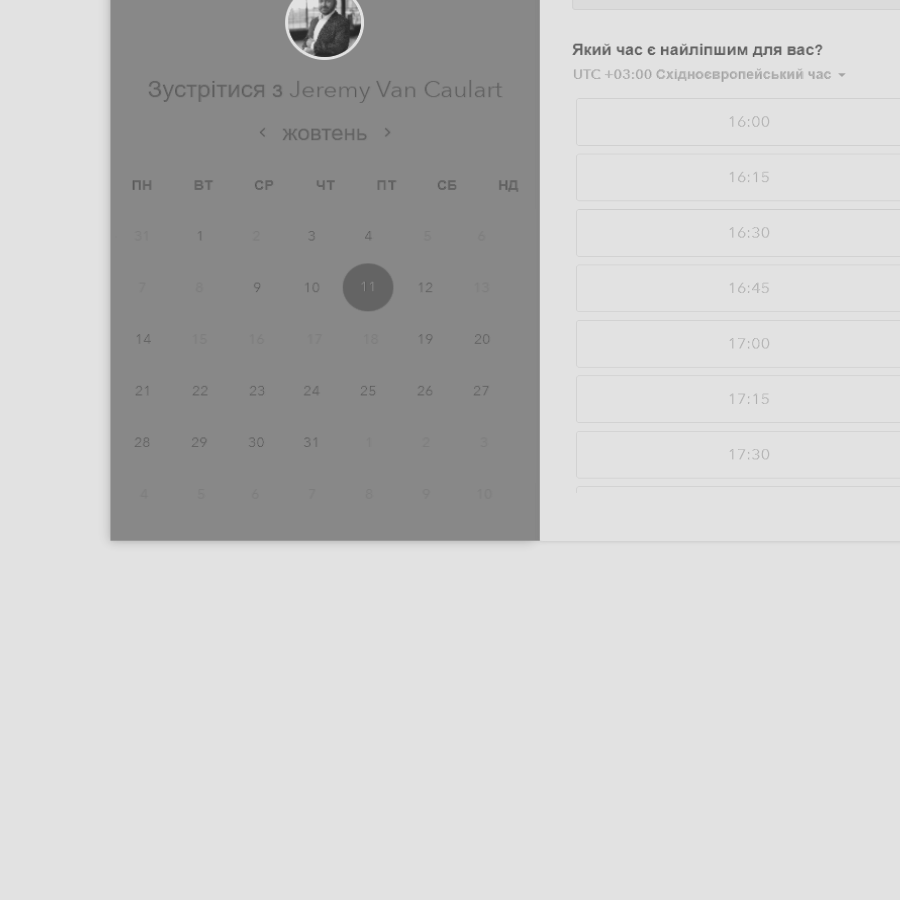 Зустрітися з Jeremy Van Caulart
жовтень
ПН ВТ СР ЧТ ПТ СБ НД
31 1 2 3 4 5 6
7 8 9 10 11 12 13
14 15 16 17 18 19 20
21 22 23 24 25 26 27
28 29 30 31 1 2 3
4 5 6 7 8 9 10
Який час є найліпшим для вас?
UTC +03:00 Східноєвропейський час
16:00
16:15
16:30
16:45
17:00
17:15
17:30